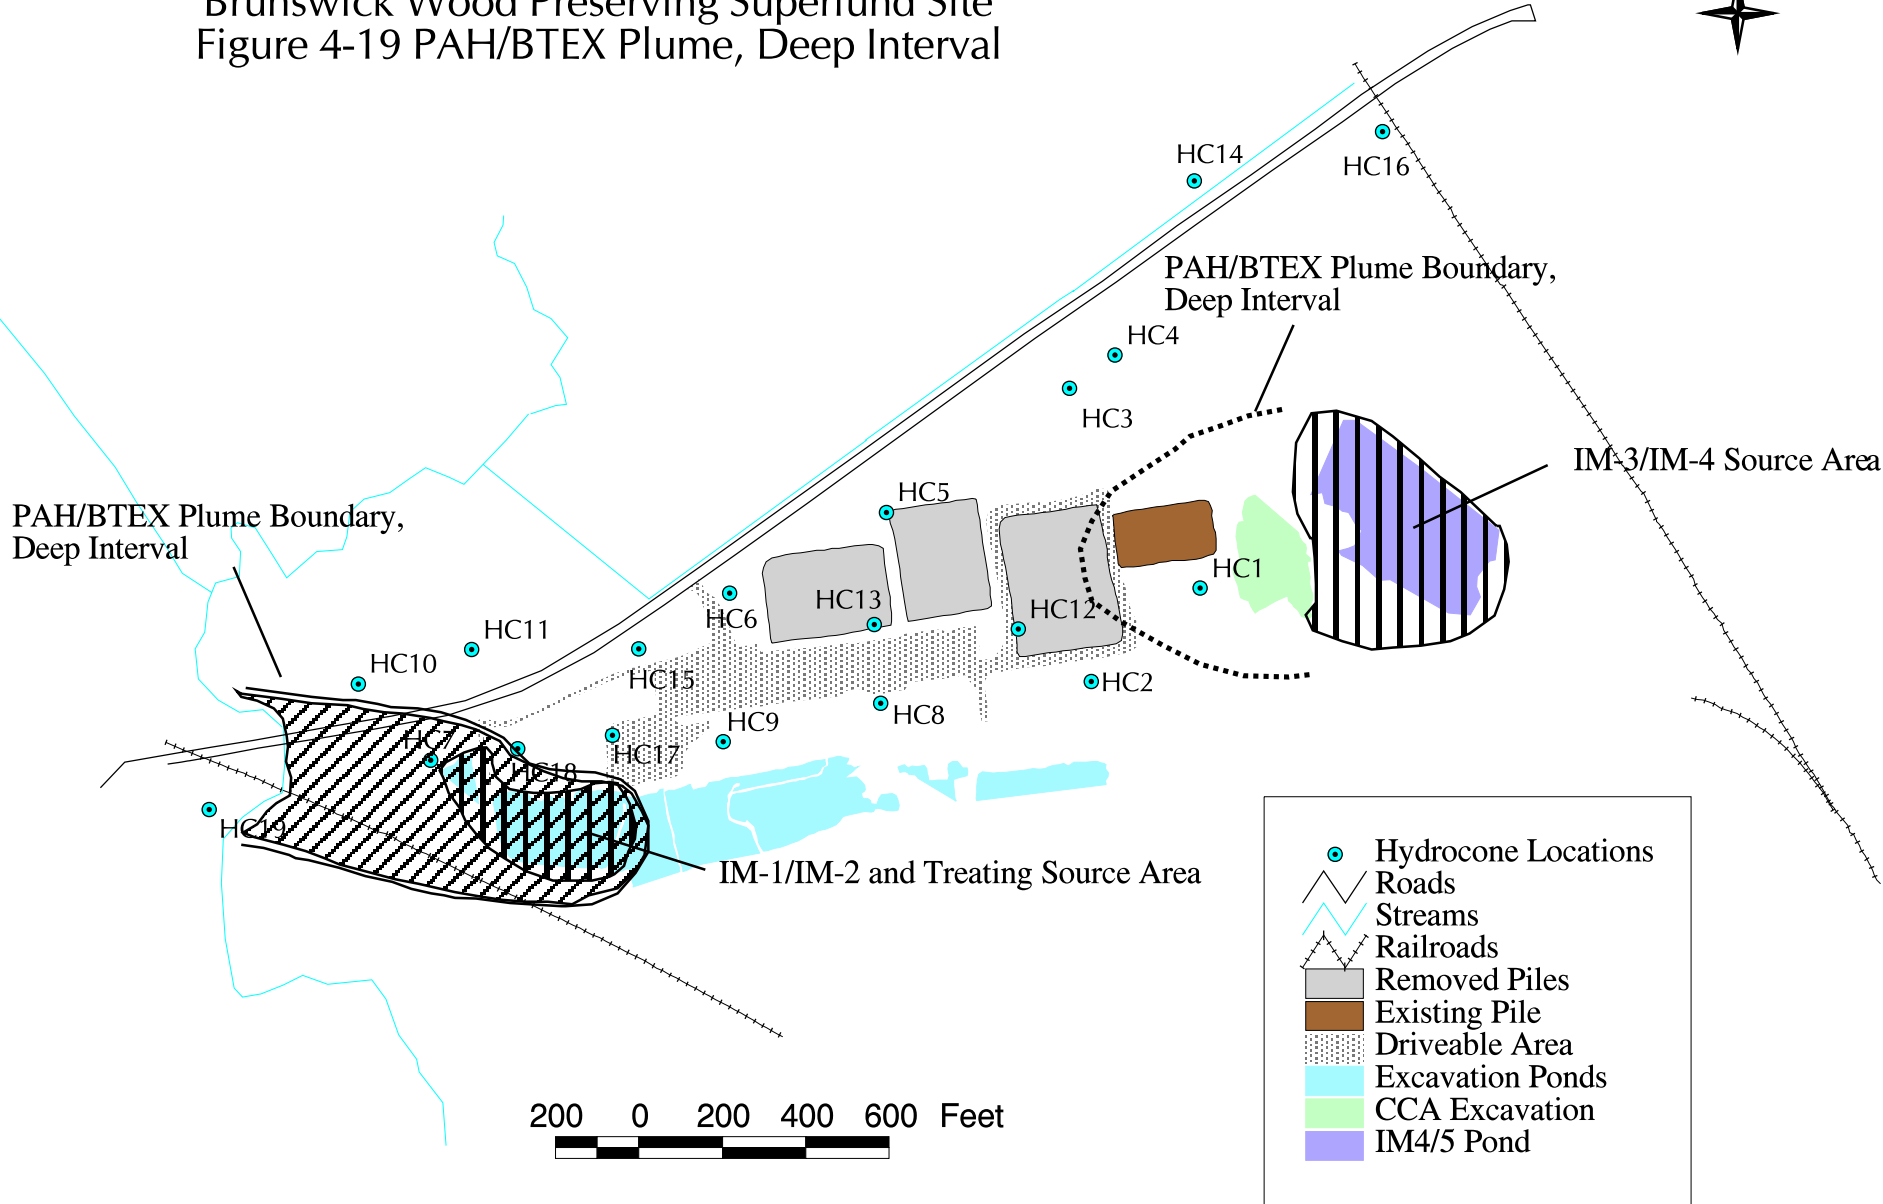 Brunswick Wood Preserving Superfund Site
Figure 4-19 PAH/BTEX Plume, Deep Interval
HC14
HC16
PAH/BTEX Plume Boundary,
Deep Interval
HC4
HC3
IM-3/IM-4 Source Area
HC5
PAH/BTEX Plume Boundary,
Deep Interval
HC1
HC13
HC12
HC6
HC11
HC10
HC15
HC2
HC8
HC9
HC7
HC17
HC18
HC19
IM-1/IM-2 and Treating Source Area
Hydrocone Locations
Roads
Streams
Railroads
Removed Piles
Existing Pile
Driveable Area
Excavation Ponds
CCA Excavation
IM4/5 Pond
200 0 200 400 600 Feet